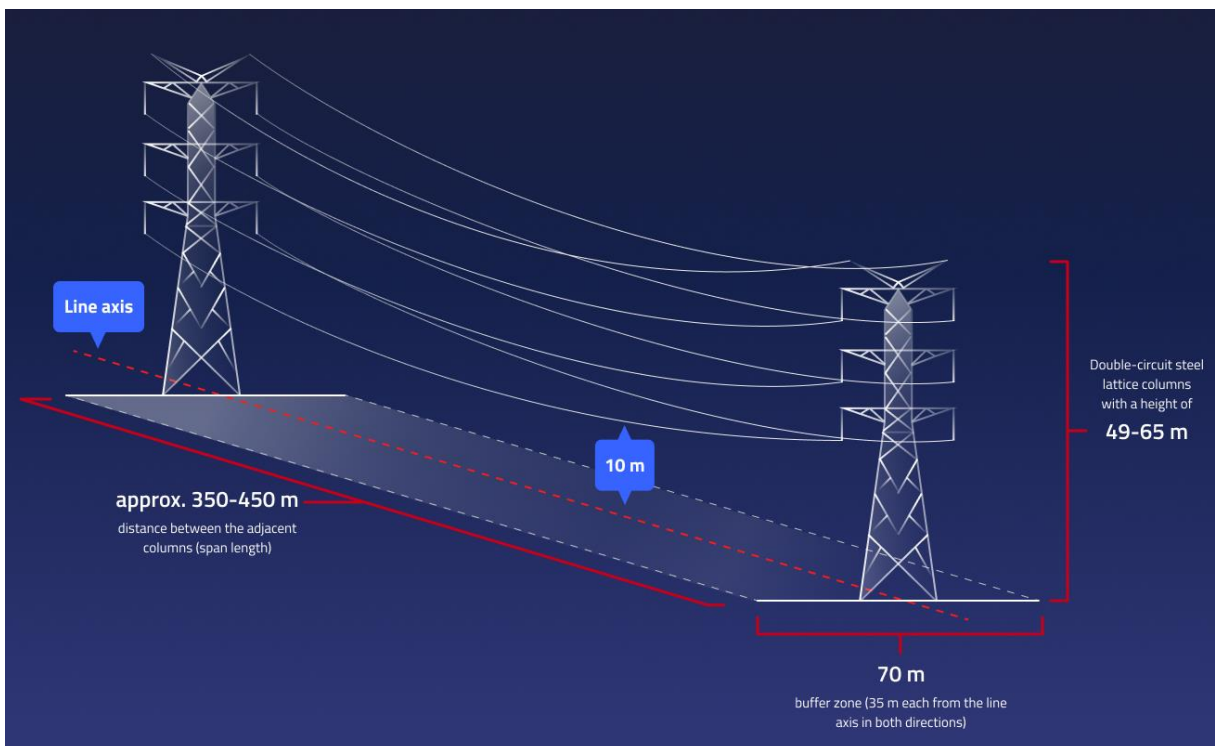 Line axis
10 m
Double-circuit steel
lattice columns
with a height of
49-65 m
approx. 350-450 m
distance between the adjacent
columns (span length)
70 m
buffer zone (35 m each from the line
axis in both directions)